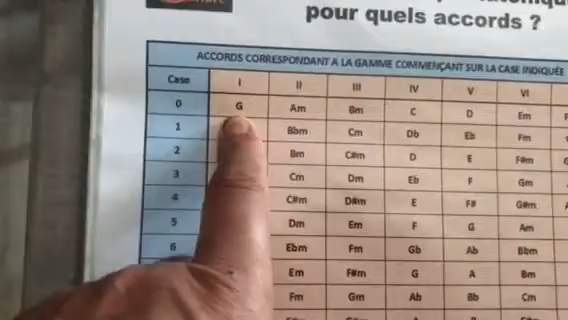 pour quels accords ?
ACCORDS CORRESPONDANT A LA GAMME COMMENÇANT SUR LA CASE INDIQUÉE
Case I II III IV V VI
0 G Am Bm C D Em
1 Bbm Cm Db Eb Fm
2 Bm C#m D E F#m
3 Cm Dm Eb F Gm
4 C#m D#m E F# G#m
5 Dm Em F G Am
6 Ebm Fm Gb Ab Bbm
Em F#m G A Bm
Fm Gm Ab Bb Cm